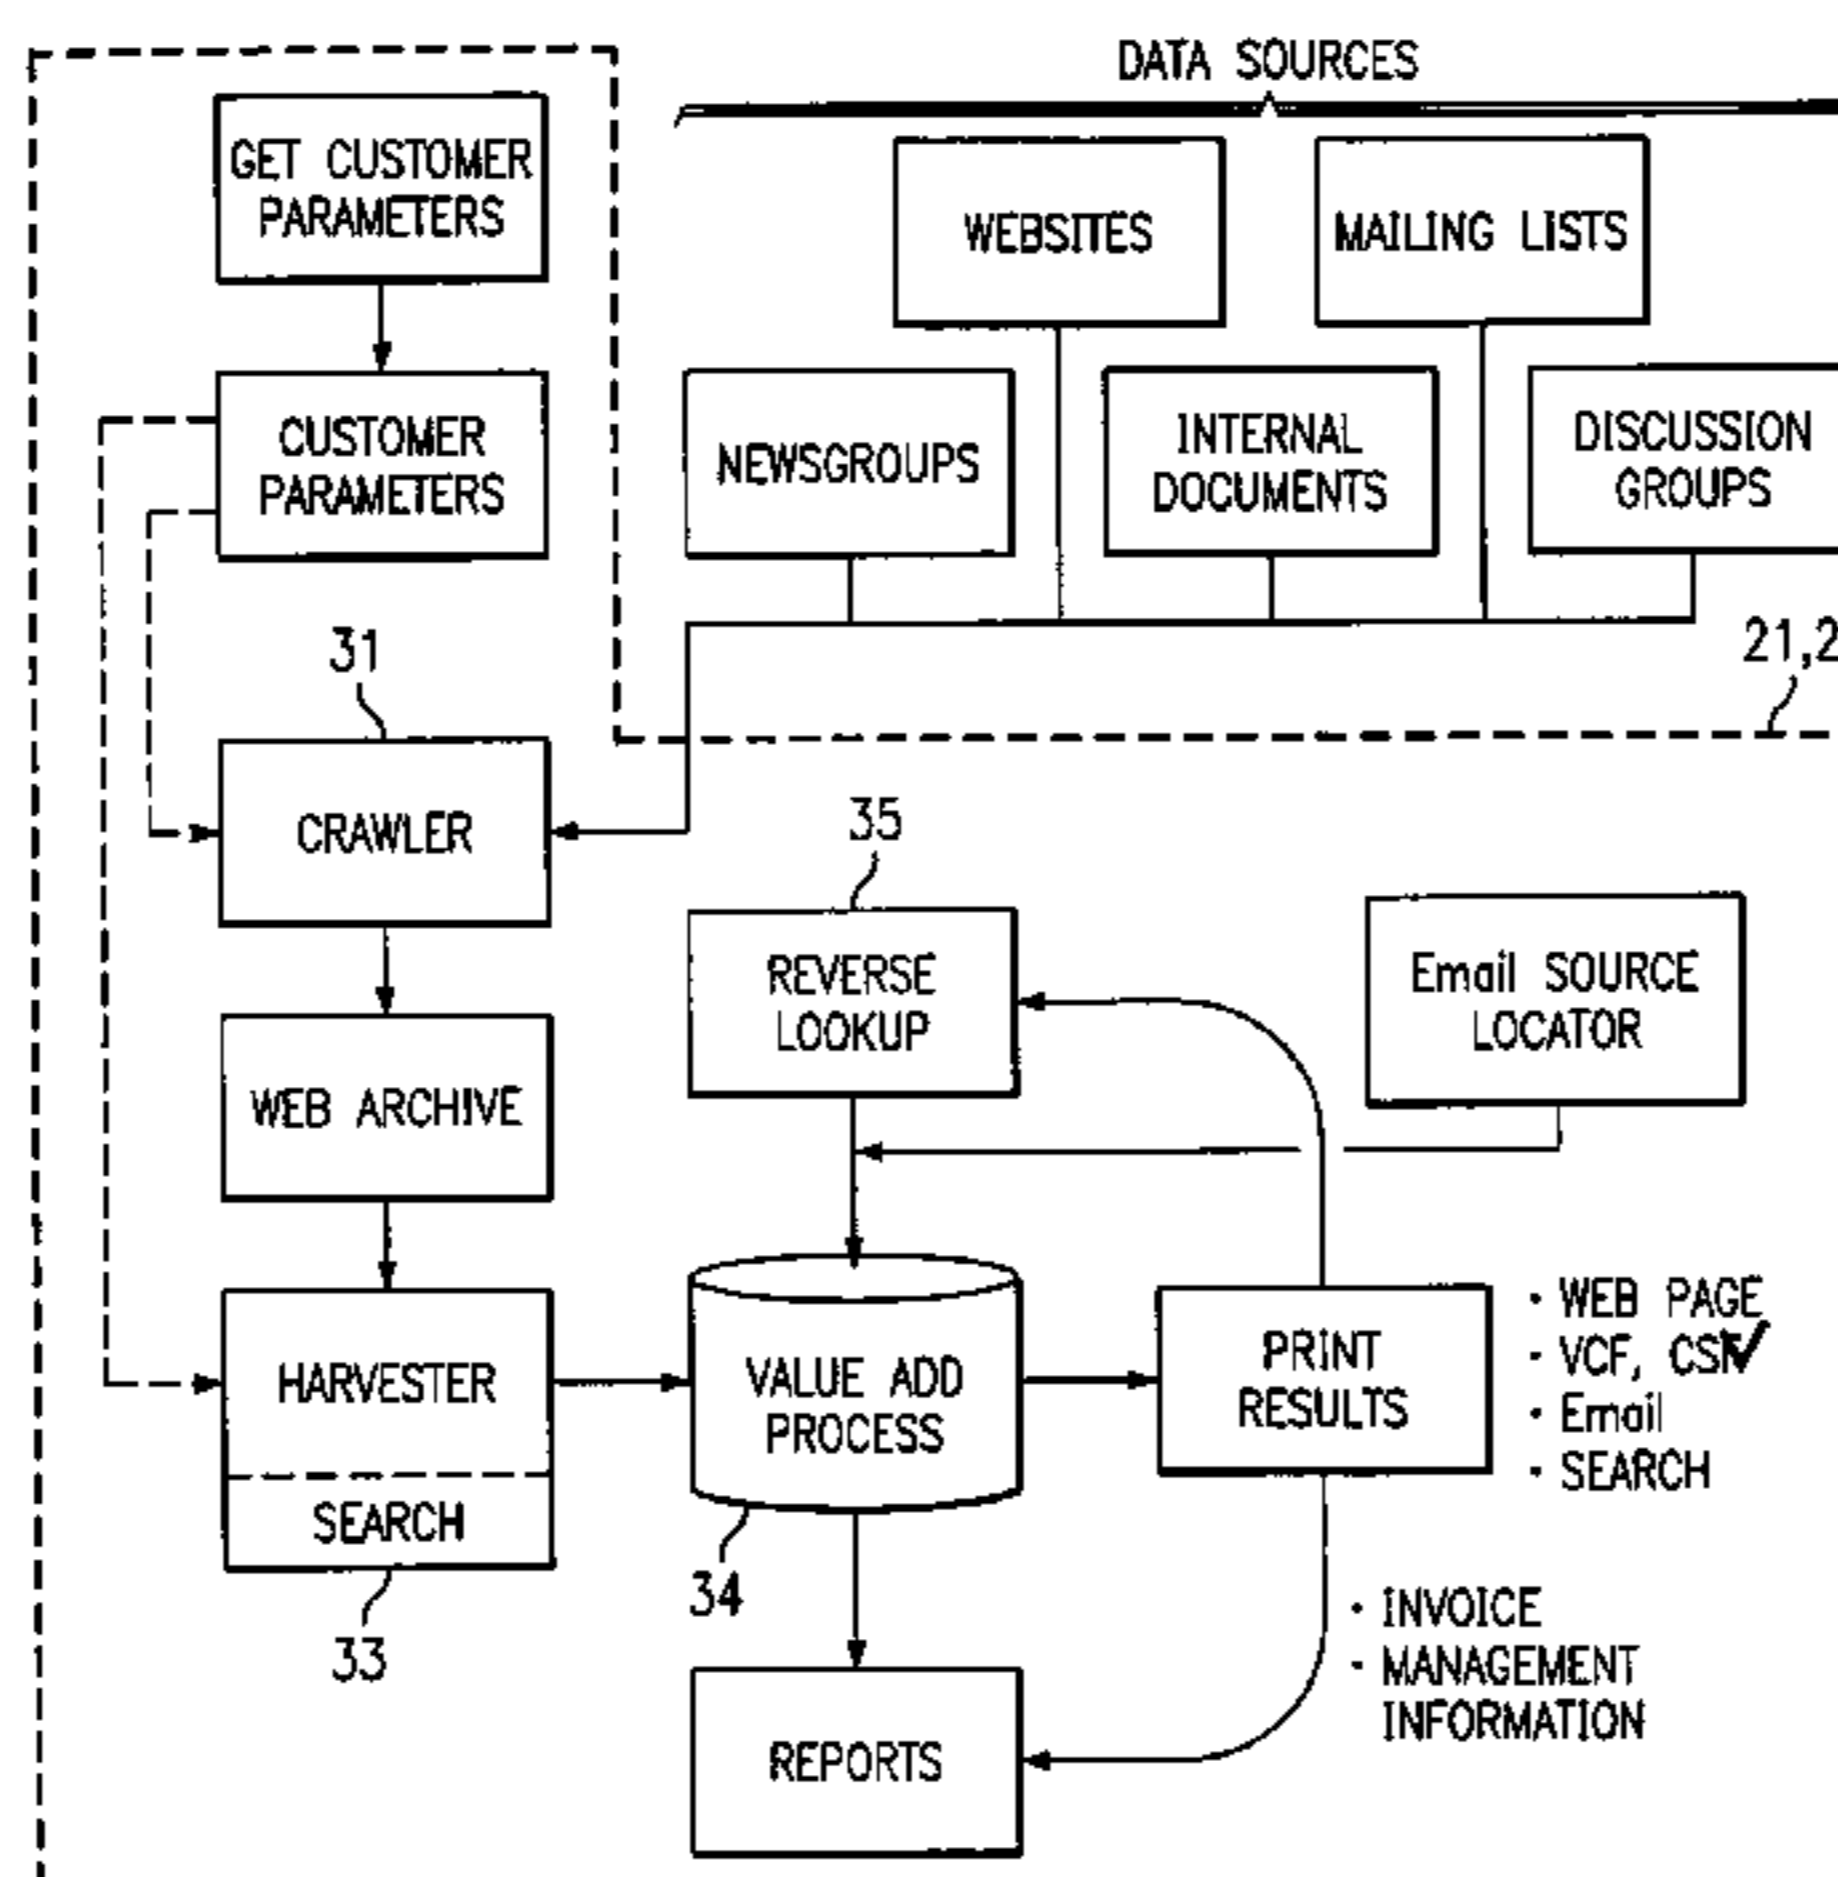 DATA SOURCES
GET CUSTOMER
PARAMETERS
WEBSITES
MAILING LISTS
CUSTOMER
PARAMETERS
NEWSGROUPS
INTERNAL
DOCUMENTS
DISCUSSION
GROUPS
21,2
31
CRAWLER
35
REVERSE
LOOKUP
Email SOURCE
LOCATOR
WEB ARCHIVE
HARVESTER
SEARCH
33
VALUE ADD
PROCESS
34
PRINT
RESULTS
• WEB PAGE
• VCF,
• Email
• SEARCH
• INVOICE
• MANAGEMENT
INFORMATION
REPORTS